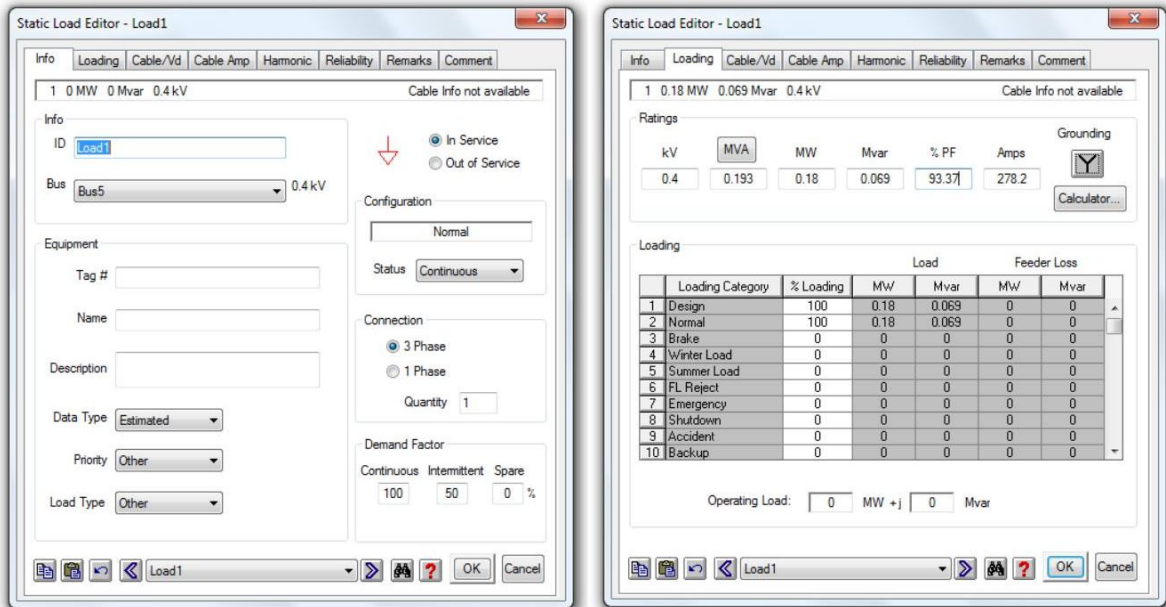 Static Load Editor - Load1
Info Loading Cable/Vd Cable Amp Harmonic Reliability Remarks Comment
1 0 MW 0 Mvar 0.4 kV Cable Info not available
Info
ID Load1
Bus Bus5 0.4 kV
In Service
Out of Service
Configuration
Normal
Status Continuous
Equipment
Tag #
Name
Description
Data Type Estimated
Priority Other
Load Type Other
Connection
3 Phase
1 Phase
Quantity 1
Demand Factor
Continuous Intermittent Spare
100 50 0 %
Load1 ? OK Cancel
Static Load Editor - Load1
Info Loading Cable/Vd Cable Amp Harmonic Reliability Remarks Comment
1 0.18 MW 0.069 Mvar 0.4 kV Cable Info not available
Ratings
kV MVA MW Mvar % PF Amps
0.4 0.193 0.18 0.069 93.37 278.2
Grounding
Y
Calculator...
Loading
Load Feeder Loss
Loading Category % Loading MW Mvar MW Mvar
1 Design 100 0.18 0.069 0 0
2 Normal 100 0.18 0.069 0 0
3 Brake 0 0 0 0 0
4 Winter Load 0 0 0 0 0
5 Summer Load 0 0 0 0 0
6 FL Reject 0 0 0 0 0
7 Emergency 0 0 0 0 0
8 Shutdown 0 0 0 0 0
9 Accident 0 0 0 0 0
10 Backup 0 0 0 0 0
Operating Load: 0 MW +j 0 Mvar
Load1 ? OK Cancel